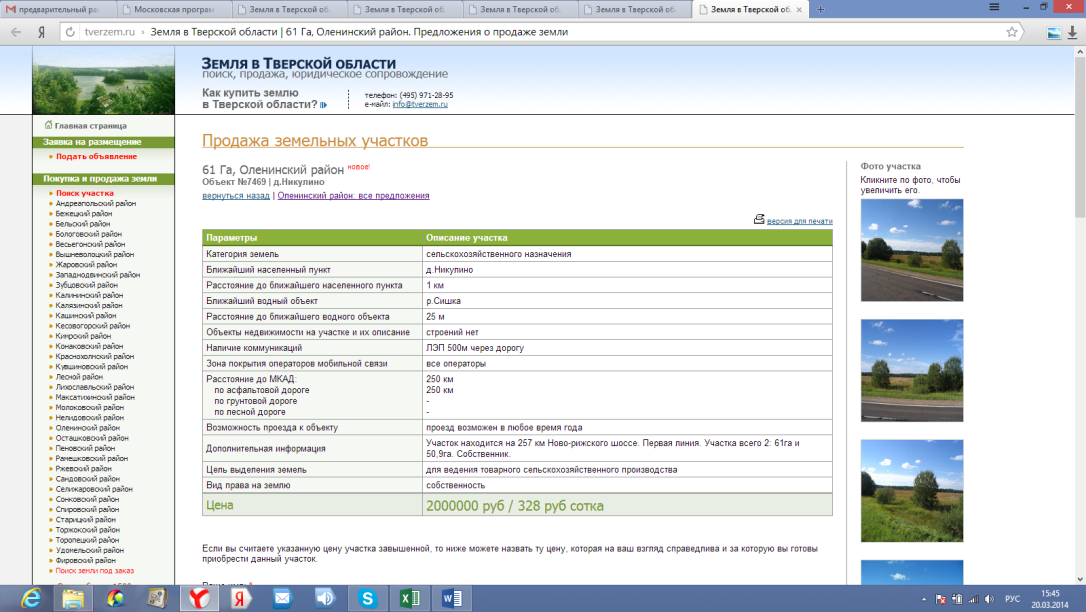 предварительный ра
Московская програм
Земля в Тверской об.
Земля в Тверской об.
Земля в Тверской об.
Земля в Тверской об.
Земля в Тверской об.
Я tverzem.ru › Земля в Тверской области | 61 Га, Оленинский район. Предложения о продаже земли
Земля в Тверской области
поиск, продажа, юридическое сопровождение
Как купить землю
в Тверской области?
телефон: (495) 971-28-95
е-майл: info@tverzem.ru
Главная страница
Заявка на размещение
Подать объявление
Покупка и продажа земли
Поиск участка
Андреапольский район
Бежецкий район
Бельский район
Бологовский район
Весьегонский район
Вышневолоцкий район
Жарковский район
Западнодвинский район
Зубцовский район
Калининский район
Калязинский район
Кашинский район
Кесовогорский район
Кимрский район
Конаковский район
Краснохолмский район
Кувшиновский район
Лесной район
Лихославльский район
Максатихинский район
Молоковский район
Нелидовский район
Оленинский район
Осташковский район
Пеновский район
Рамешковский район
Ржевский район
Сандовский район
Селижаровский район
Сонковский район
Спировский район
Старицкий район
Торжокский район
Торопецкий район
Удомельский район
Фировский район
Поиск земли под заказ
Продажа земельных участков
61 Га, Оленинский район новое!
Объект №7469 | д.Никулино
вернуться назад | Оленинский район: все предложения
версия для печати
Параметры Описание участка
Категория земель сельскохозяйственного назначения
Ближайший населенный пункт д.Никулино
Расстояние до ближайшего населенного пункта 1 км
Ближайший водный объект р.Сишка
Расстояние до ближайшего водного объекта 25 м
Объекты недвижимости на участке и их описание строений нет
Наличие коммуникаций ЛЭП 500м через дорогу
Зона покрытия операторов мобильной связи все операторы
Расстояние до МКАД: 250 км
по асфальтовой дороге 250 км
по грунтовой дороге -
по лесной дороге -
Возможность проезда к объекту проезд возможен в любое время года
Дополнительная информация Участок находится на 257 км Ново-рижского шоссе. Первая линия. Участка всего 2: 61га и
50,9га. Собственник.
Цель выделения земель для ведения товарного сельскохозяйственного производства
Вид права на землю собственность
Цена 2000000 руб / 328 руб сотка
Если вы считаете указанную цену участка завышенной, то ниже можете назвать ту цену, которая на ваш взгляд справедлива и за которую вы готовы
приобрести данный участок.
Фото участка
Кликните по фото, чтобы
увеличить его.
РУС
15:45
20.03.2014